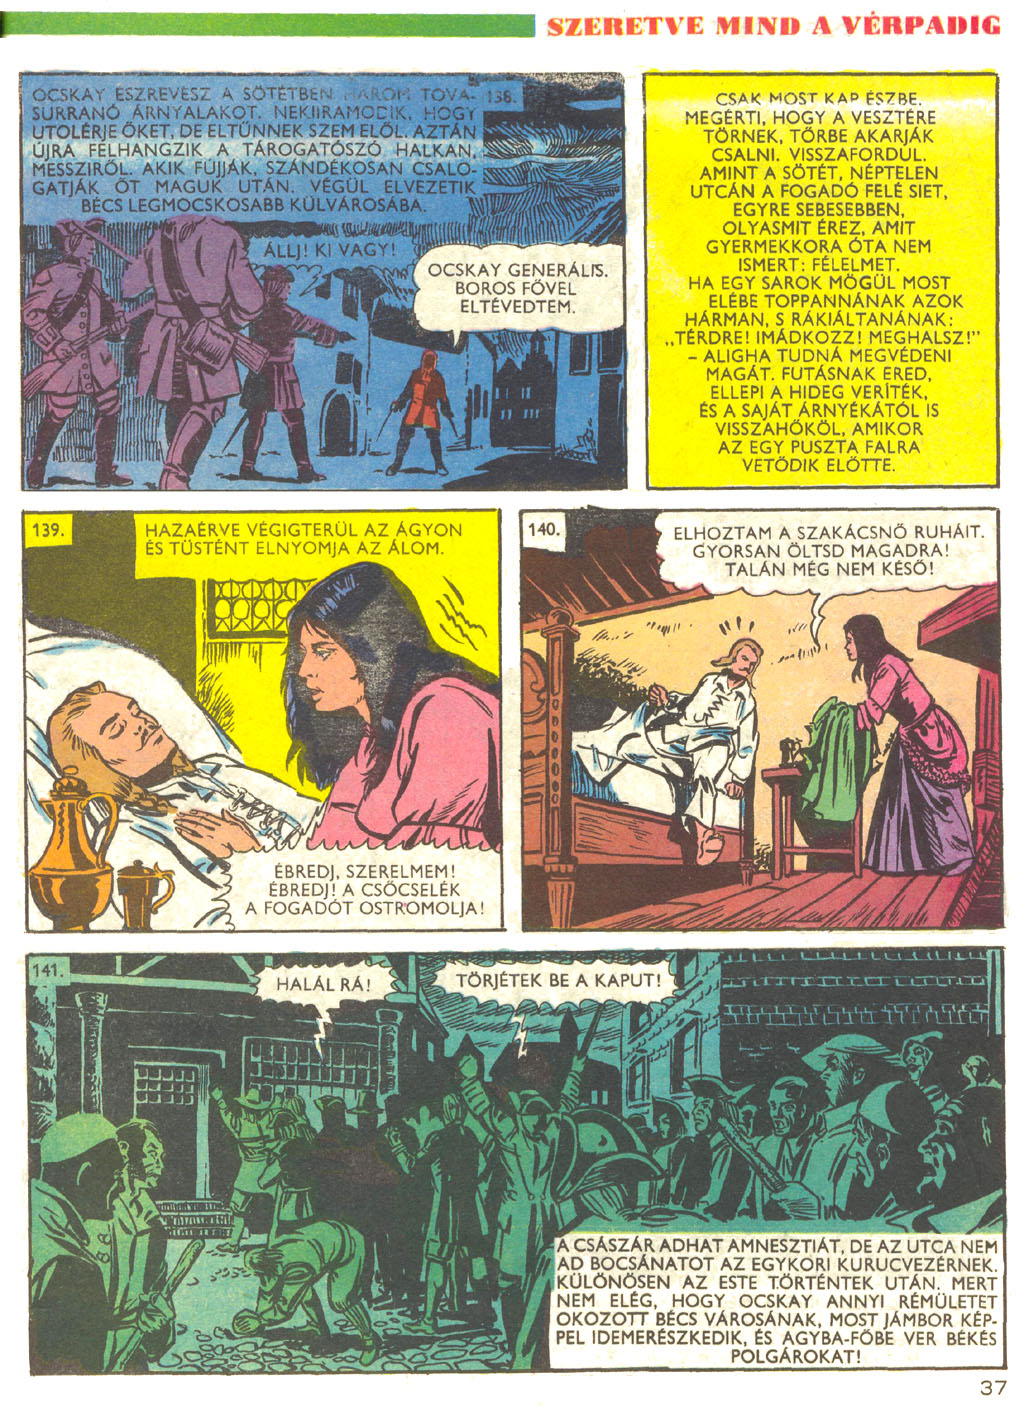 SZERETVE MIND A VÉRPADIG
OCSKAY ÉSZREVESZ A SÖTÉTBEN HÁROM TOVA-
SURRANÓ ÁRNYALAKOT. NEKIIRAMODIK, HOGY
UTOLÉRJE ŐKET, DE ELTŰNNEK SZEM ELŐL. AZTÁN
ÚJRA FELHANGZIK A TÁROGATÓSZÓ HALKAN,
MESSZIRŐL. AKIK FÚJJÁK, SZÁNDÉKOSAN CSALO-
GATJÁK ŐT MAGUK UTÁN. VÉGÜL ELVEZETIK
BÉCS LEGMOCSKOSABB KÜLVÁROSÁBA.
138.
ÁLLJ! KI VAGY!
OCSKAY GENERÁLIS.
BOROS FŐVEL
ELTÉVEDTEM.
CSAK MOST KAP ÉSZBE.
MEGÉRTI, HOGY A VESZTÉRE
TÖRNEK, TŐRBE AKARJÁK
CSALNI. VISSZAFORDUL.
AMINT A SÖTÉT, NÉPTELEN
UTCÁN A FOGADÓ FELÉ SIET,
EGYRE SEBESEBBEN,
OLYASMIT ÉREZ, AMIT
GYERMEKKORA ÓTA NEM
ISMERT: FÉLELMET.
HA EGY SAROK MÖGÜL MOST
ELÉBE TOPPANNÁNAK AZOK
HÁRMAN, S RÁKIÁLTANÁNAK:
„TÉRDRE! IMÁDKOZZ! MEGHALSZ!”
– ALIGHA TUDNÁ MEGVÉDENI
MAGÁT. FUTÁSNAK ERED,
ELLEPI A HIDEG VERÍTÉK,
ÉS A SAJÁT ÁRNYÉKÁTÓL IS
VISSZAHŐKÖL, AMIKOR
AZ EGY PUSZTA FALRA
VETŐDIK ELŐTTE.
139.
HAZAÉRVE VÉGIGTERÜL AZ ÁGYON
ÉS TÜSTÉNT ELNYOMJA AZ ÁLOM.
ÉBREDJ, SZERELMEM!
ÉBREDJ! A CSŐCSELÉK
A FOGADÓT OSTROMOLJA!
140.
ELHOZTAM A SZAKÁCSNŐ RUHÁIT.
GYORSAN ÖLTSD MAGADRA!
TALÁN MÉG NEM KÉSŐ!
141.
HALÁL RÁ!
TÖRJÉTEK BE A KAPUT!
A CSÁSZÁR ADHAT AMNESZTIÁT, DE AZ UTCA NEM
AD BOCSÁNATOT AZ EGYKORI KURUCVEZÉRNEK.
KÜLÖNÖSEN AZ ESTE TÖRTÉNTEK UTÁN. MERT
NEM ELÉG, HOGY OCSKAY ANNYI RÉMÜLETET
OKOZOTT BÉCS VÁROSÁNAK, MOST JÁMBOR KÉP-
PEL IDEMERÉSZKEDIK, ÉS AGYBA-FŐBE VER BÉKÉS
POLGÁROKAT!
37